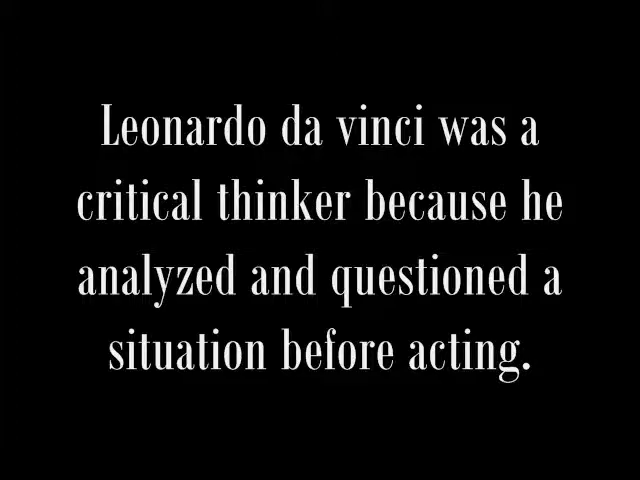 Leonardo da vinci was a
critical thinker because he
analyzed and questioned a
situation before acting.